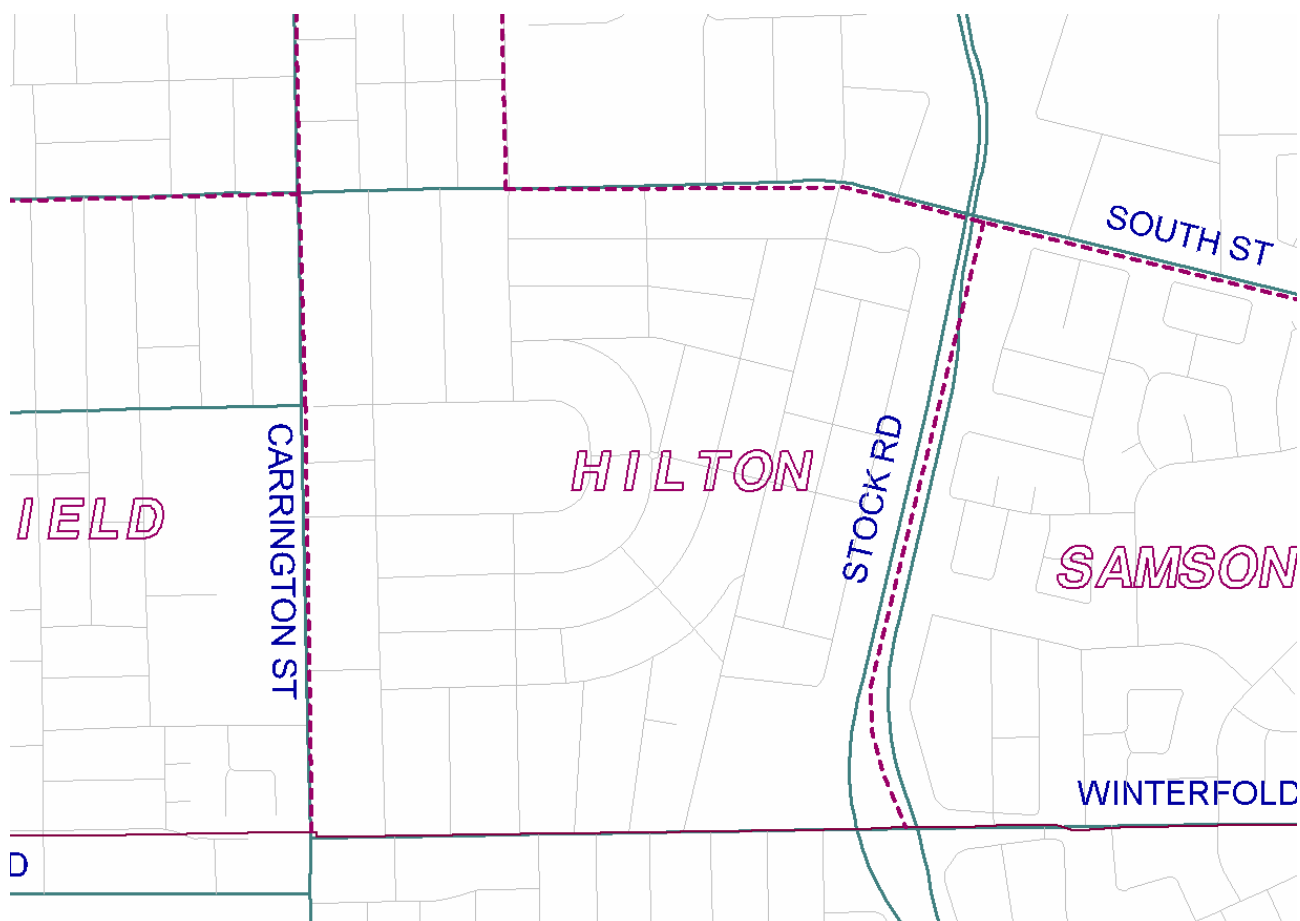 SOUTH ST
CARRINGTON ST
HILTON
STOCK RD
IELD
SAMSON
WINTERFOLD
D